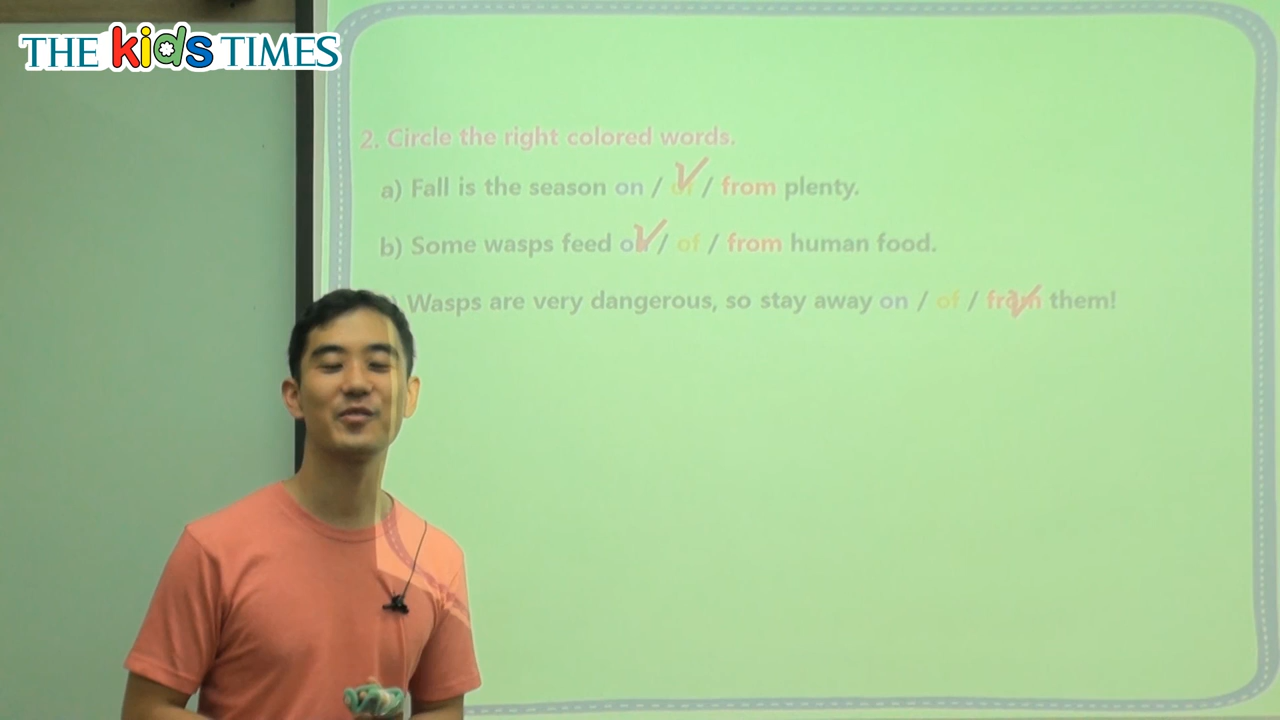 THE kids TIMES
2. Circle the right colored words.
a) Fall is the season on / of / from plenty.
b) Some wasps feed on / of / from human food.
) Wasps are very dangerous, so stay away on / of / from them!